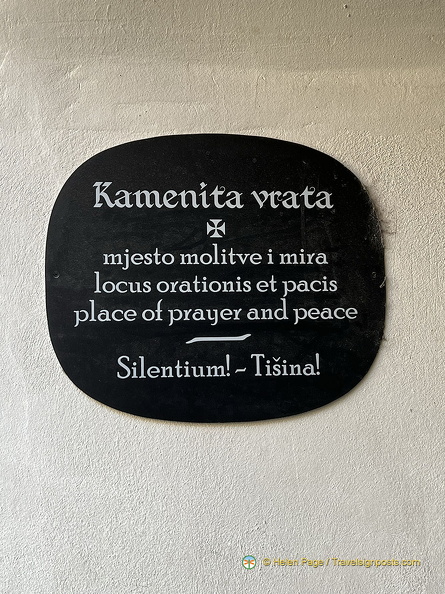 Kamenita vrata
mjesto molitve i mira
locus orationis et pacis
place of prayer and peace
Silentium! - Tišina!
© Helen Page / Travelsignposts.com